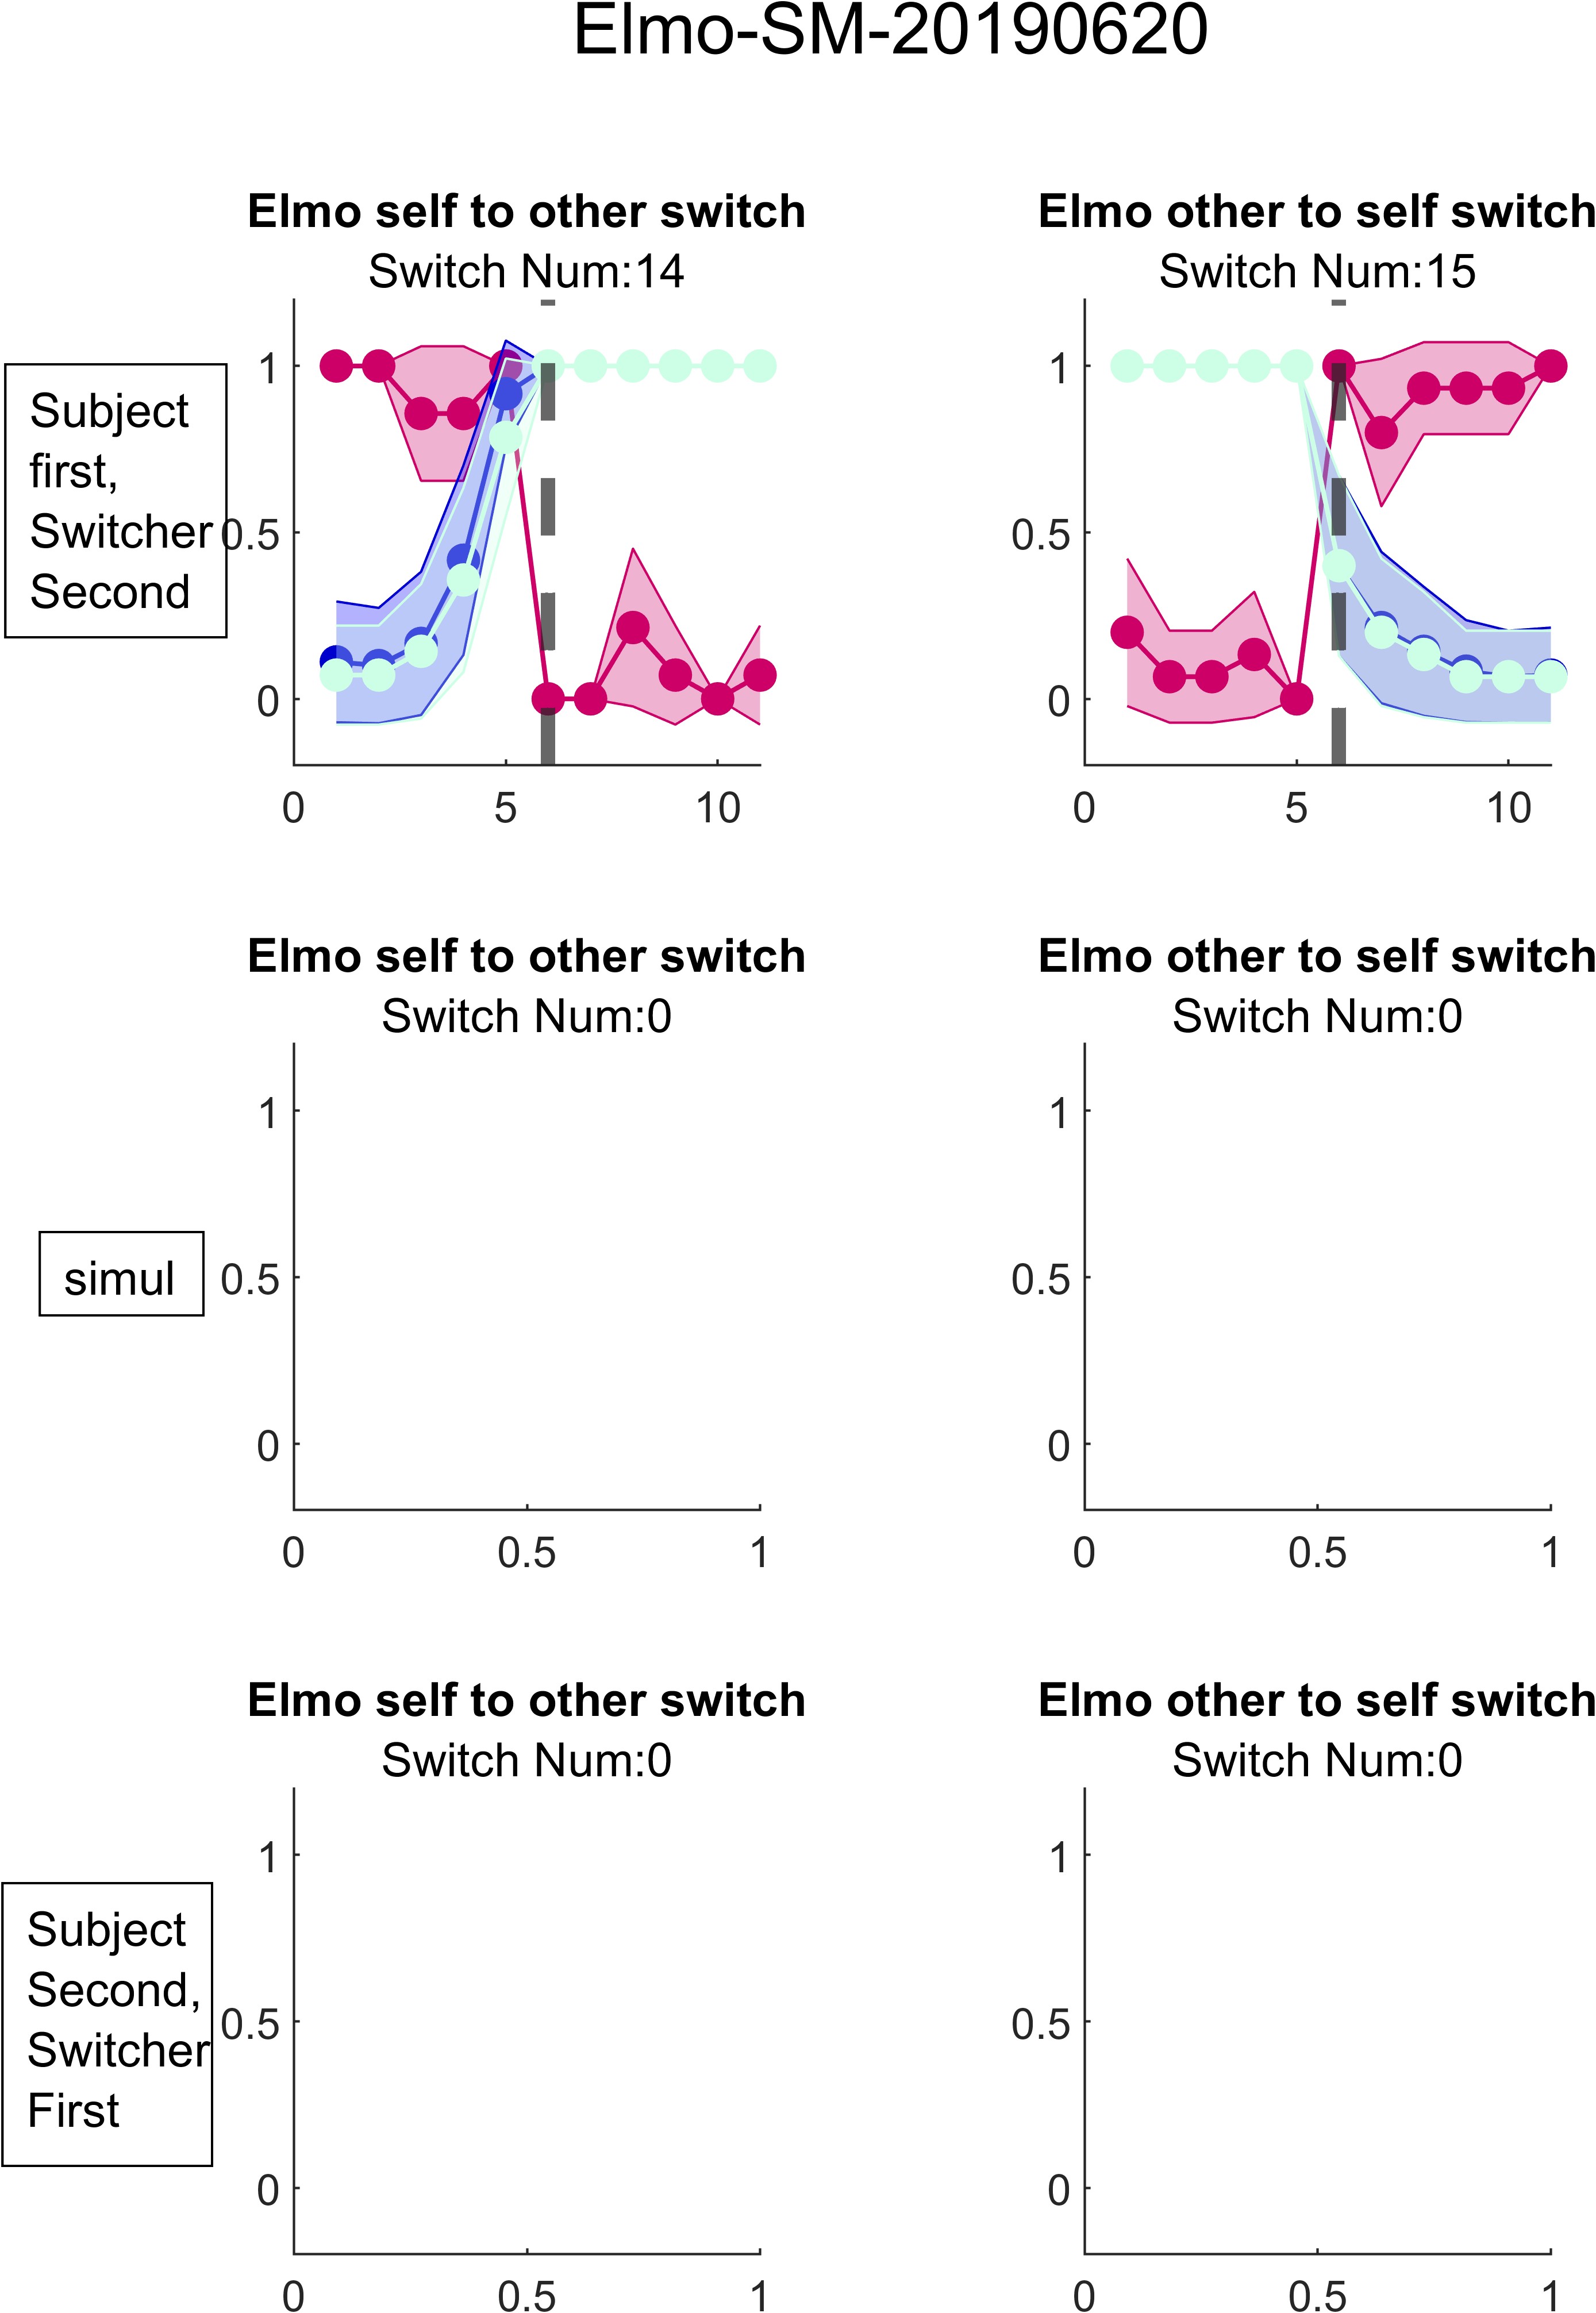 Elmo-SM-20190620
Elmo self to other switch
Switch Num:14
Elmo other to self switch
Switch Num:15
Subject
first,
Switcher
Second
1
0.5
0
0
5
10
1
0.5
0
0
5
10
Elmo self to other switch
Switch Num:0
Elmo other to self switch
Switch Num:0
simul
1
0.5
0
0
0.5
1
1
0.5
0
0
0.5
1
Elmo self to other switch
Switch Num:0
Elmo other to self switch
Switch Num:0
Subject
Second,
Switcher
First
1
0.5
0
0
0.5
1
1
0.5
0
0
0.5
1